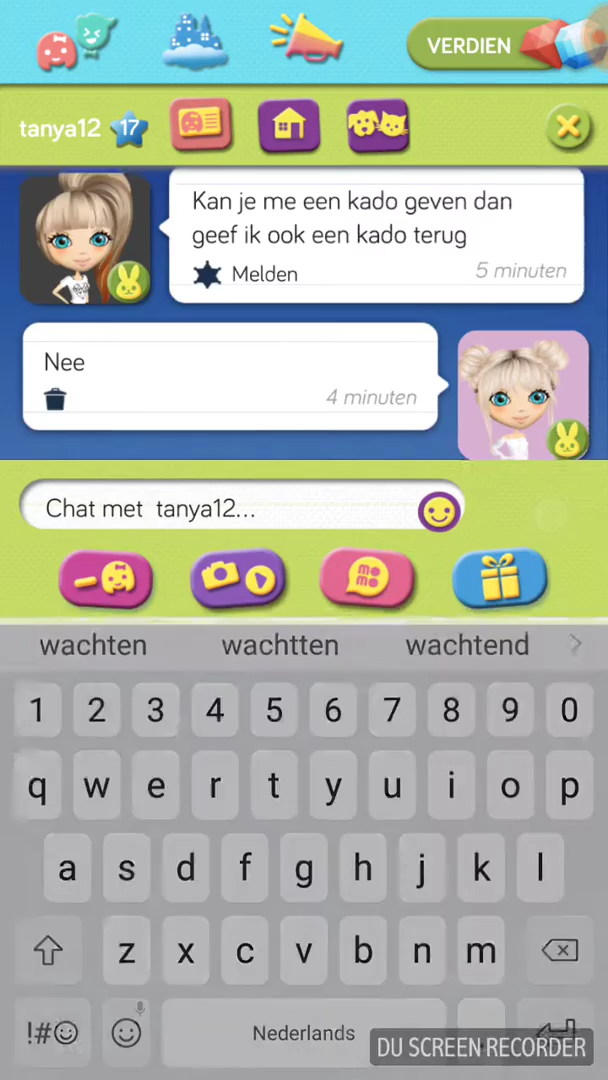 VERDIEN
tanya12 17
Kan je me een kado geven dan
geef ik ook een kado terug
Melden 5 minuten
Nee
4 minuten
Chat met tanya12...
mo
mo
wachten wachtten wachtend
1 2 3 4 5 6 7 8 9 0
q w e r t y u i o p
a s d f g h j k l
z x c v b n m
!#☺ Nederlands .
DU SCREEN RECORDER